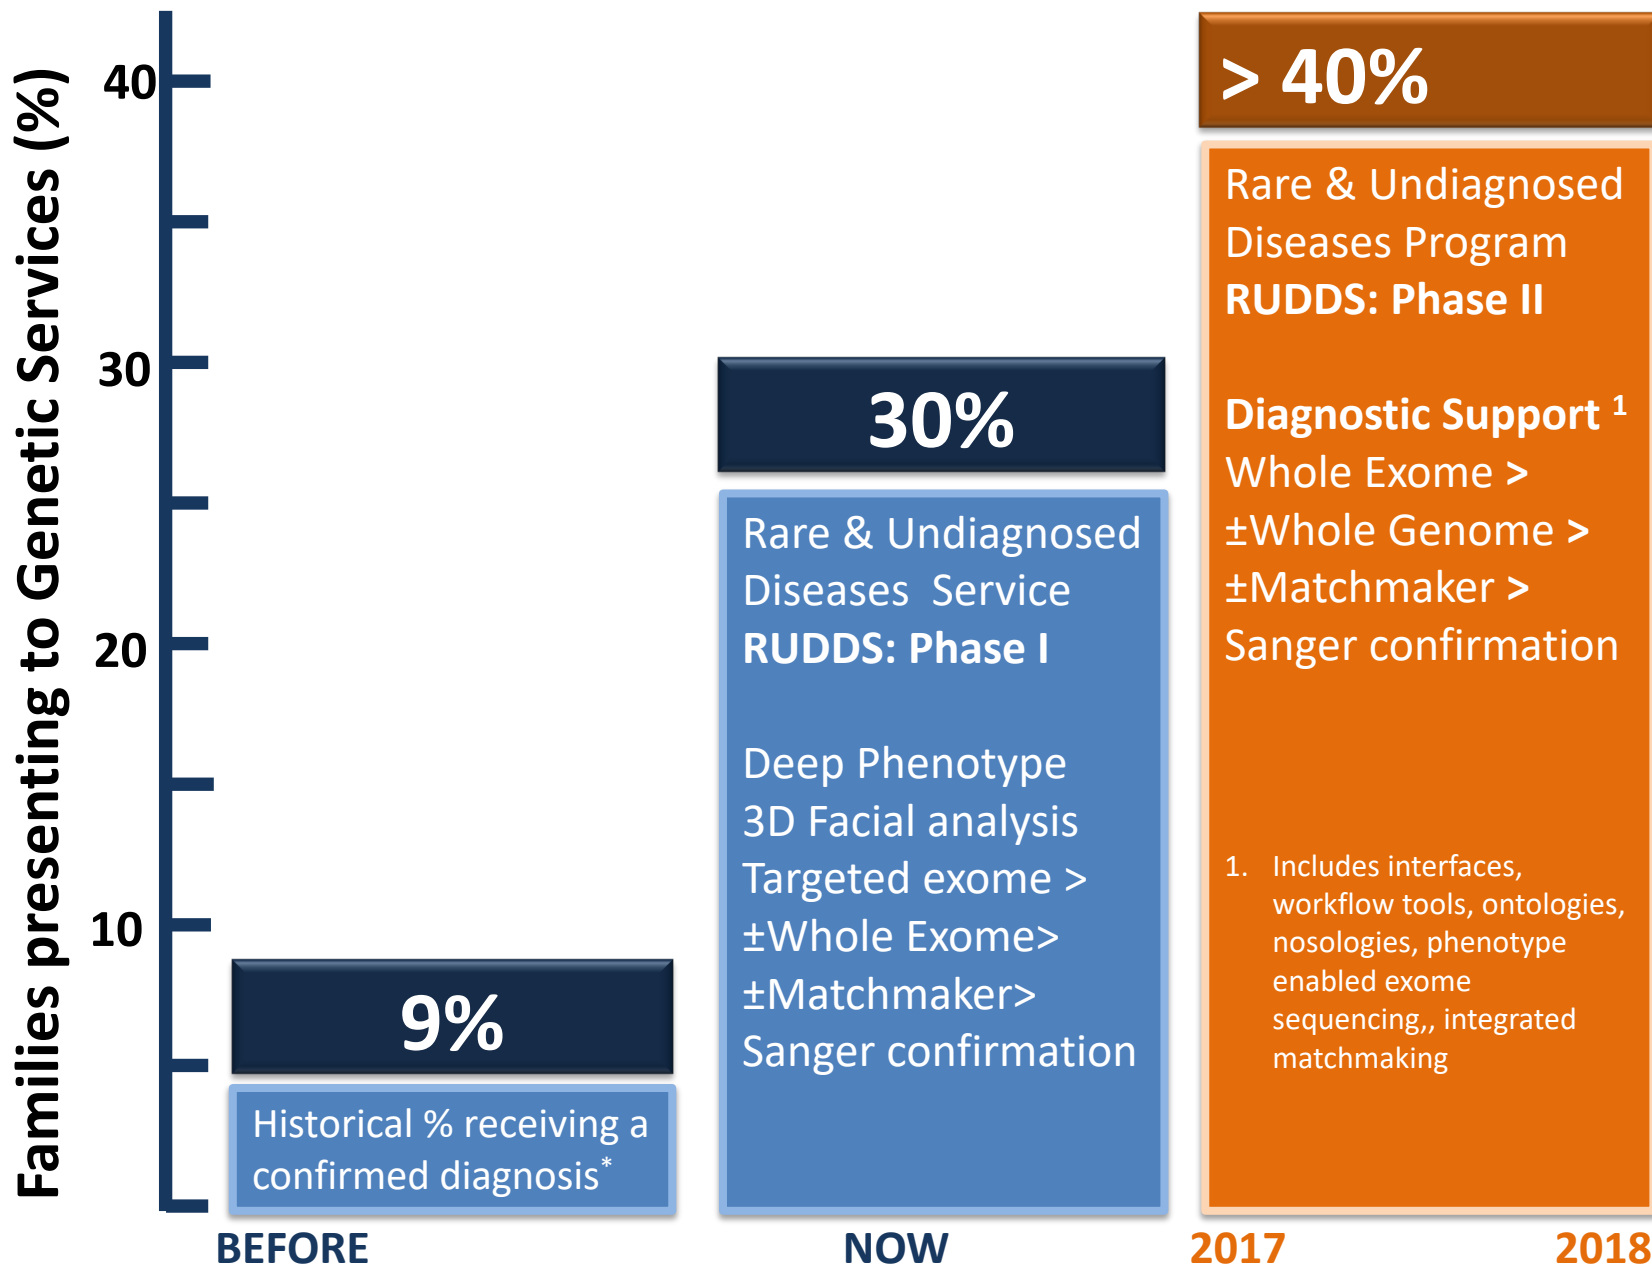 Families presenting to Genetic Services (%)
40
30
20
10
9%
Historical % receiving a
confirmed diagnosis*
BEFORE
30%
Rare & Undiagnosed
Diseases  Service
RUDDS: Phase I
Deep Phenotype
3D Facial analysis
Targeted exome >
±Whole Exome>
±Matchmaker>
Sanger confirmation
NOW
> 40%
Rare & Undiagnosed
Diseases Program
RUDDS: Phase II
Diagnostic Support 1
Whole Exome >
±Whole Genome >
±Matchmaker >
Sanger confirmation
1. Includes interfaces,
workflow tools, ontologies,
nosologies, phenotype
enabled exome
sequencing,, integrated
matchmaking
2017 2018